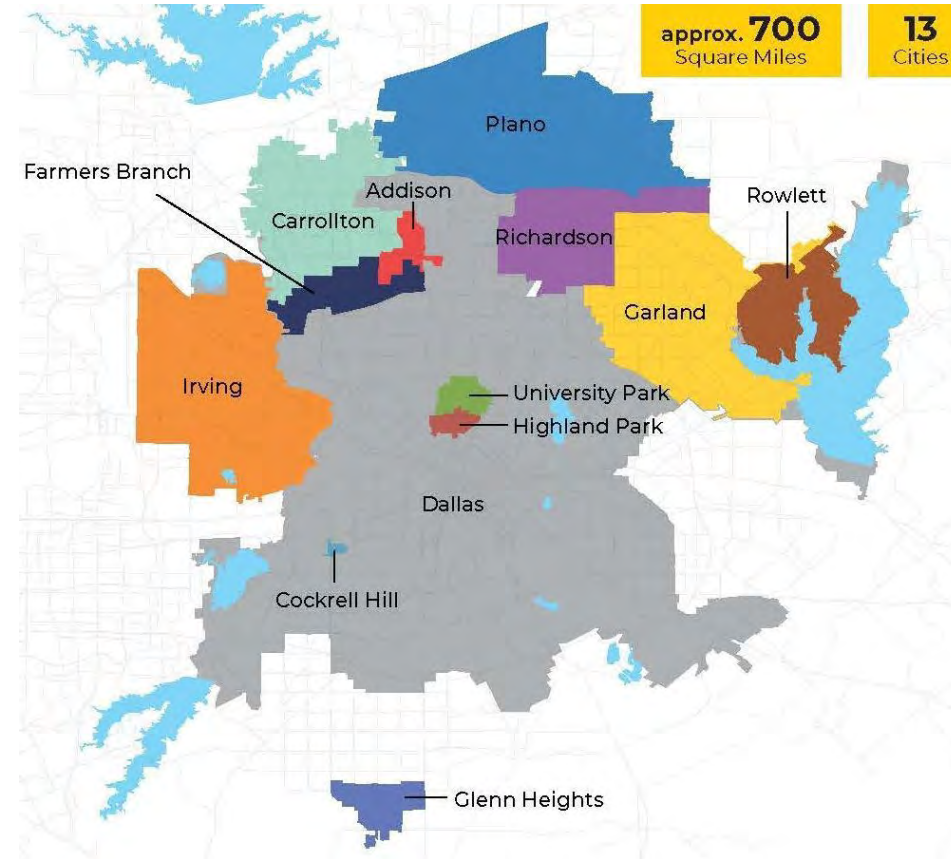 approx. 700
Square Miles
13
Cities
Plano
Farmers Branch
Addison
Rowlett
Carrollton
Richardson
Garland
Irving
University Park
Highland Park
Dallas
Cockrell Hill
Glenn Heights